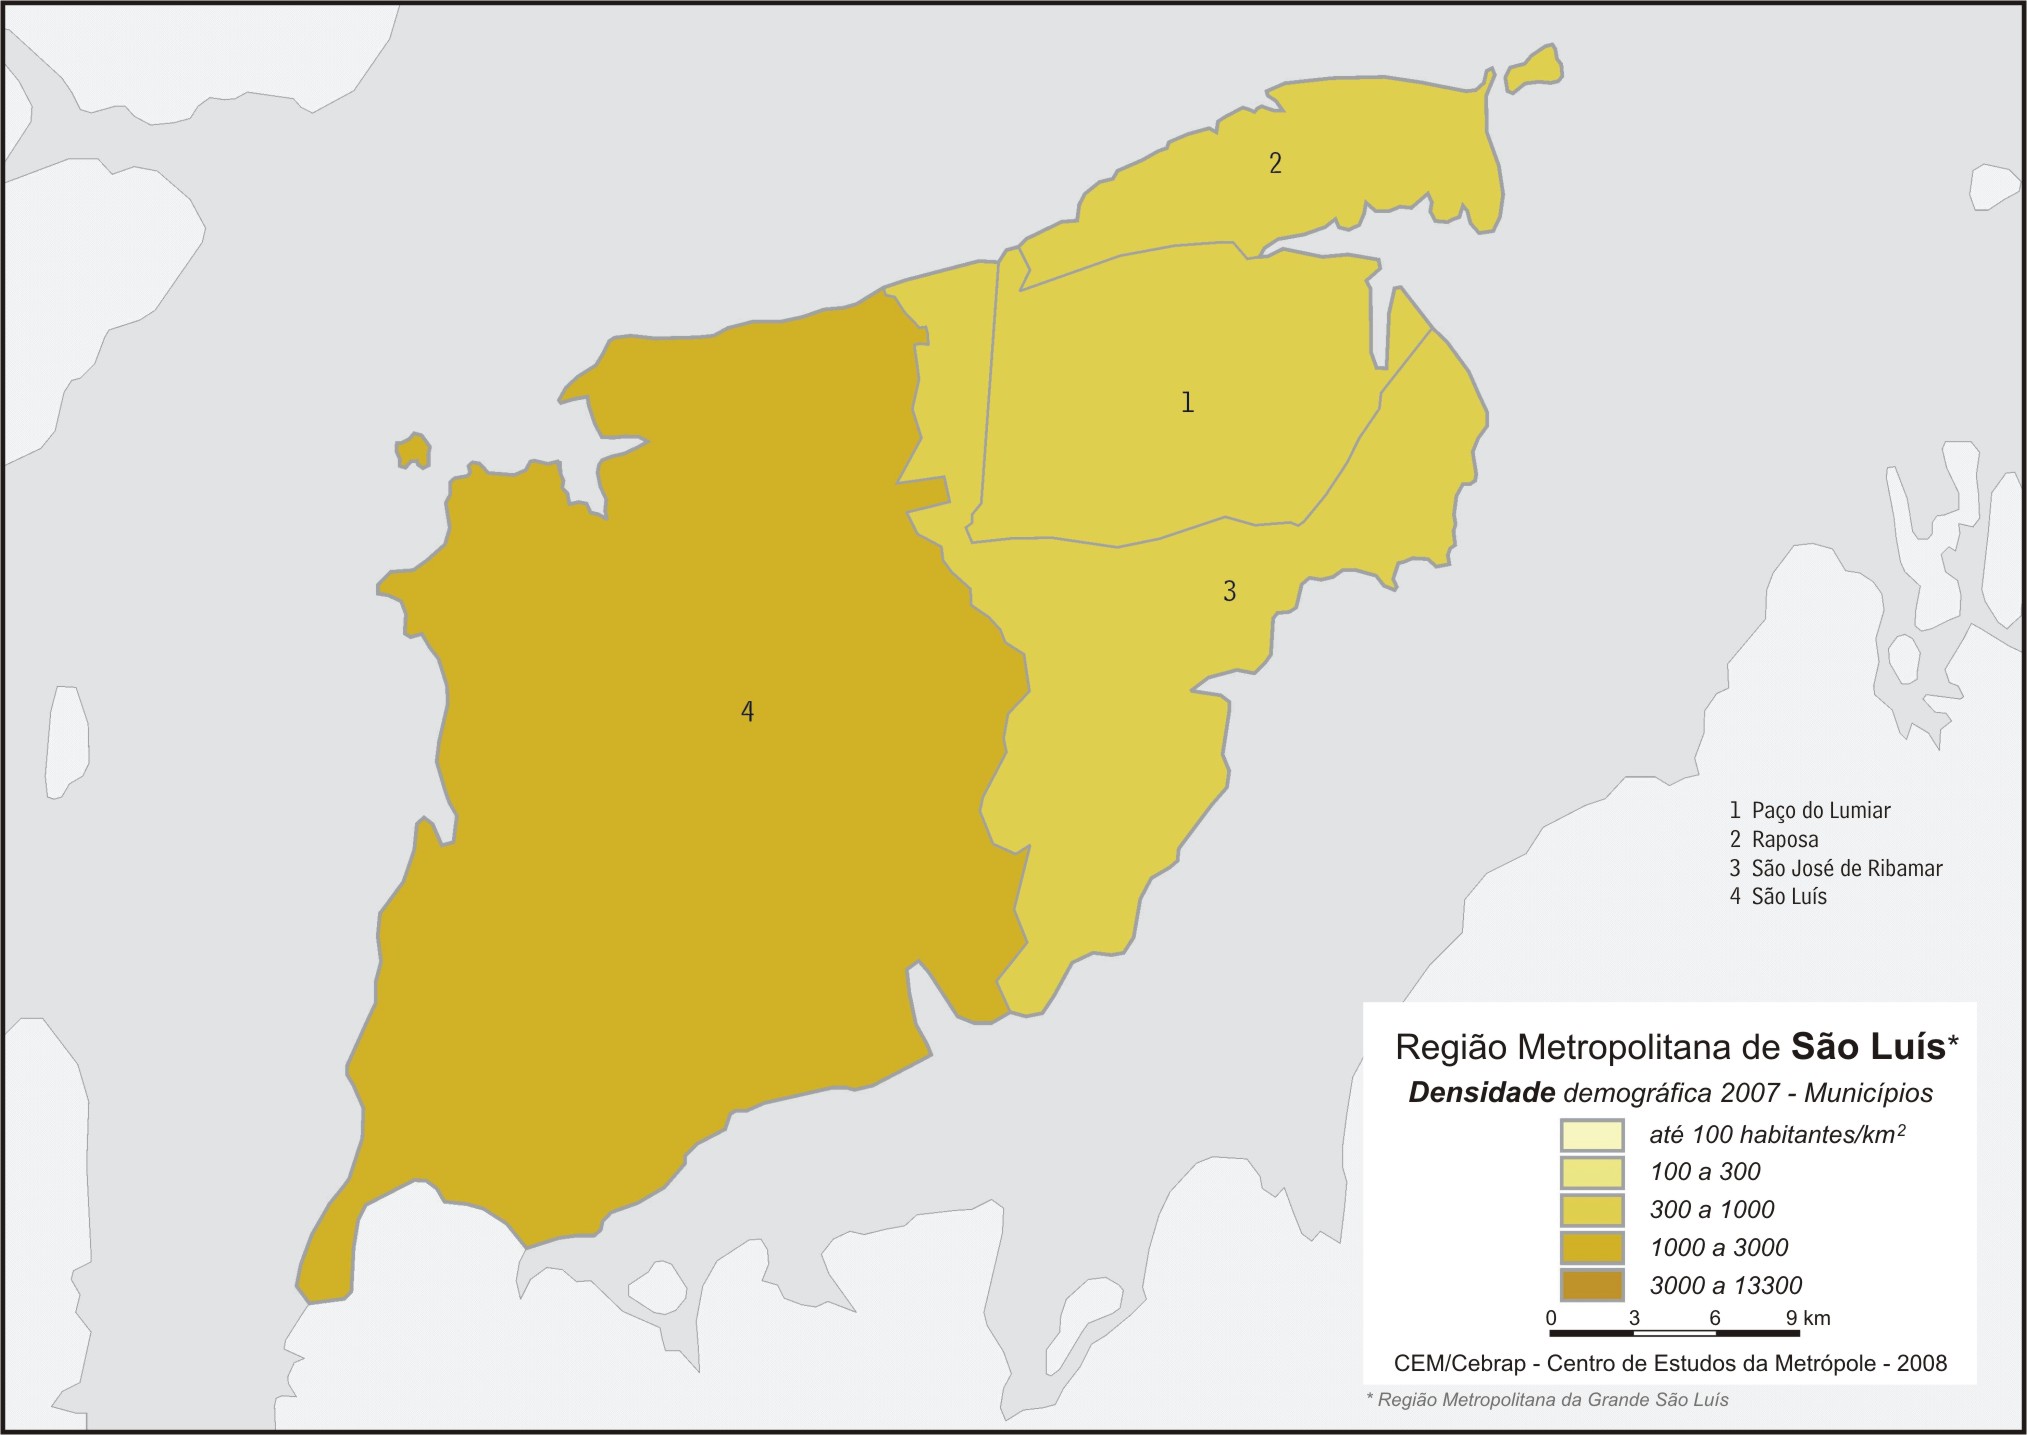 2
1
3
4
1 Paço do Lumiar
2 Raposa
3 São José de Ribamar
4 São Luís
Região Metropolitana de São Luís*
Densidade demográfica 2007 - Municípios
até 100 habitantes/km²
100 a 300
300 a 1000
1000 a 3000
3000 a 13300
0 3 6 9 km
CEM/Cebrap - Centro de Estudos da Metrópole - 2008
* Região Metropolitana da Grande São Luís